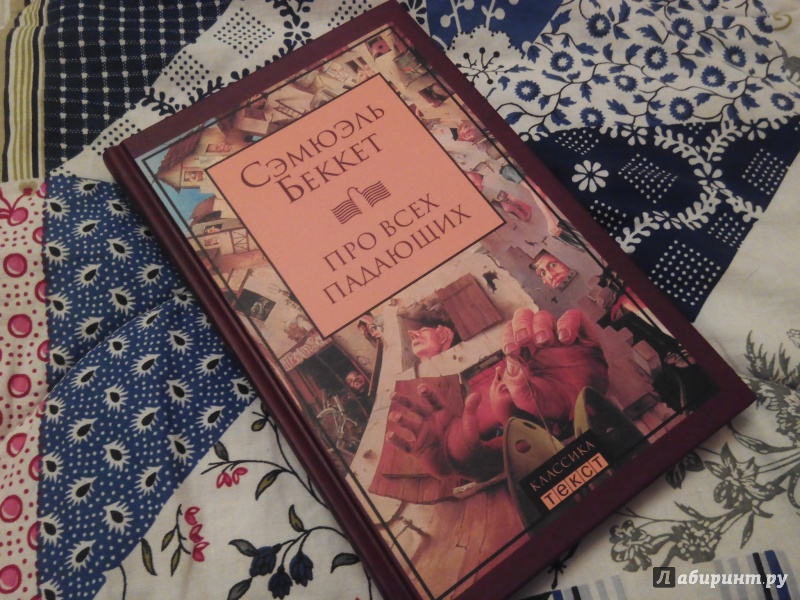 Сэмюэль
Беккет
ПРО ВСЕХ
ПАДАЮЩИХ
КЛАССИКА
ТЕКСТ
Лабиринт.ру